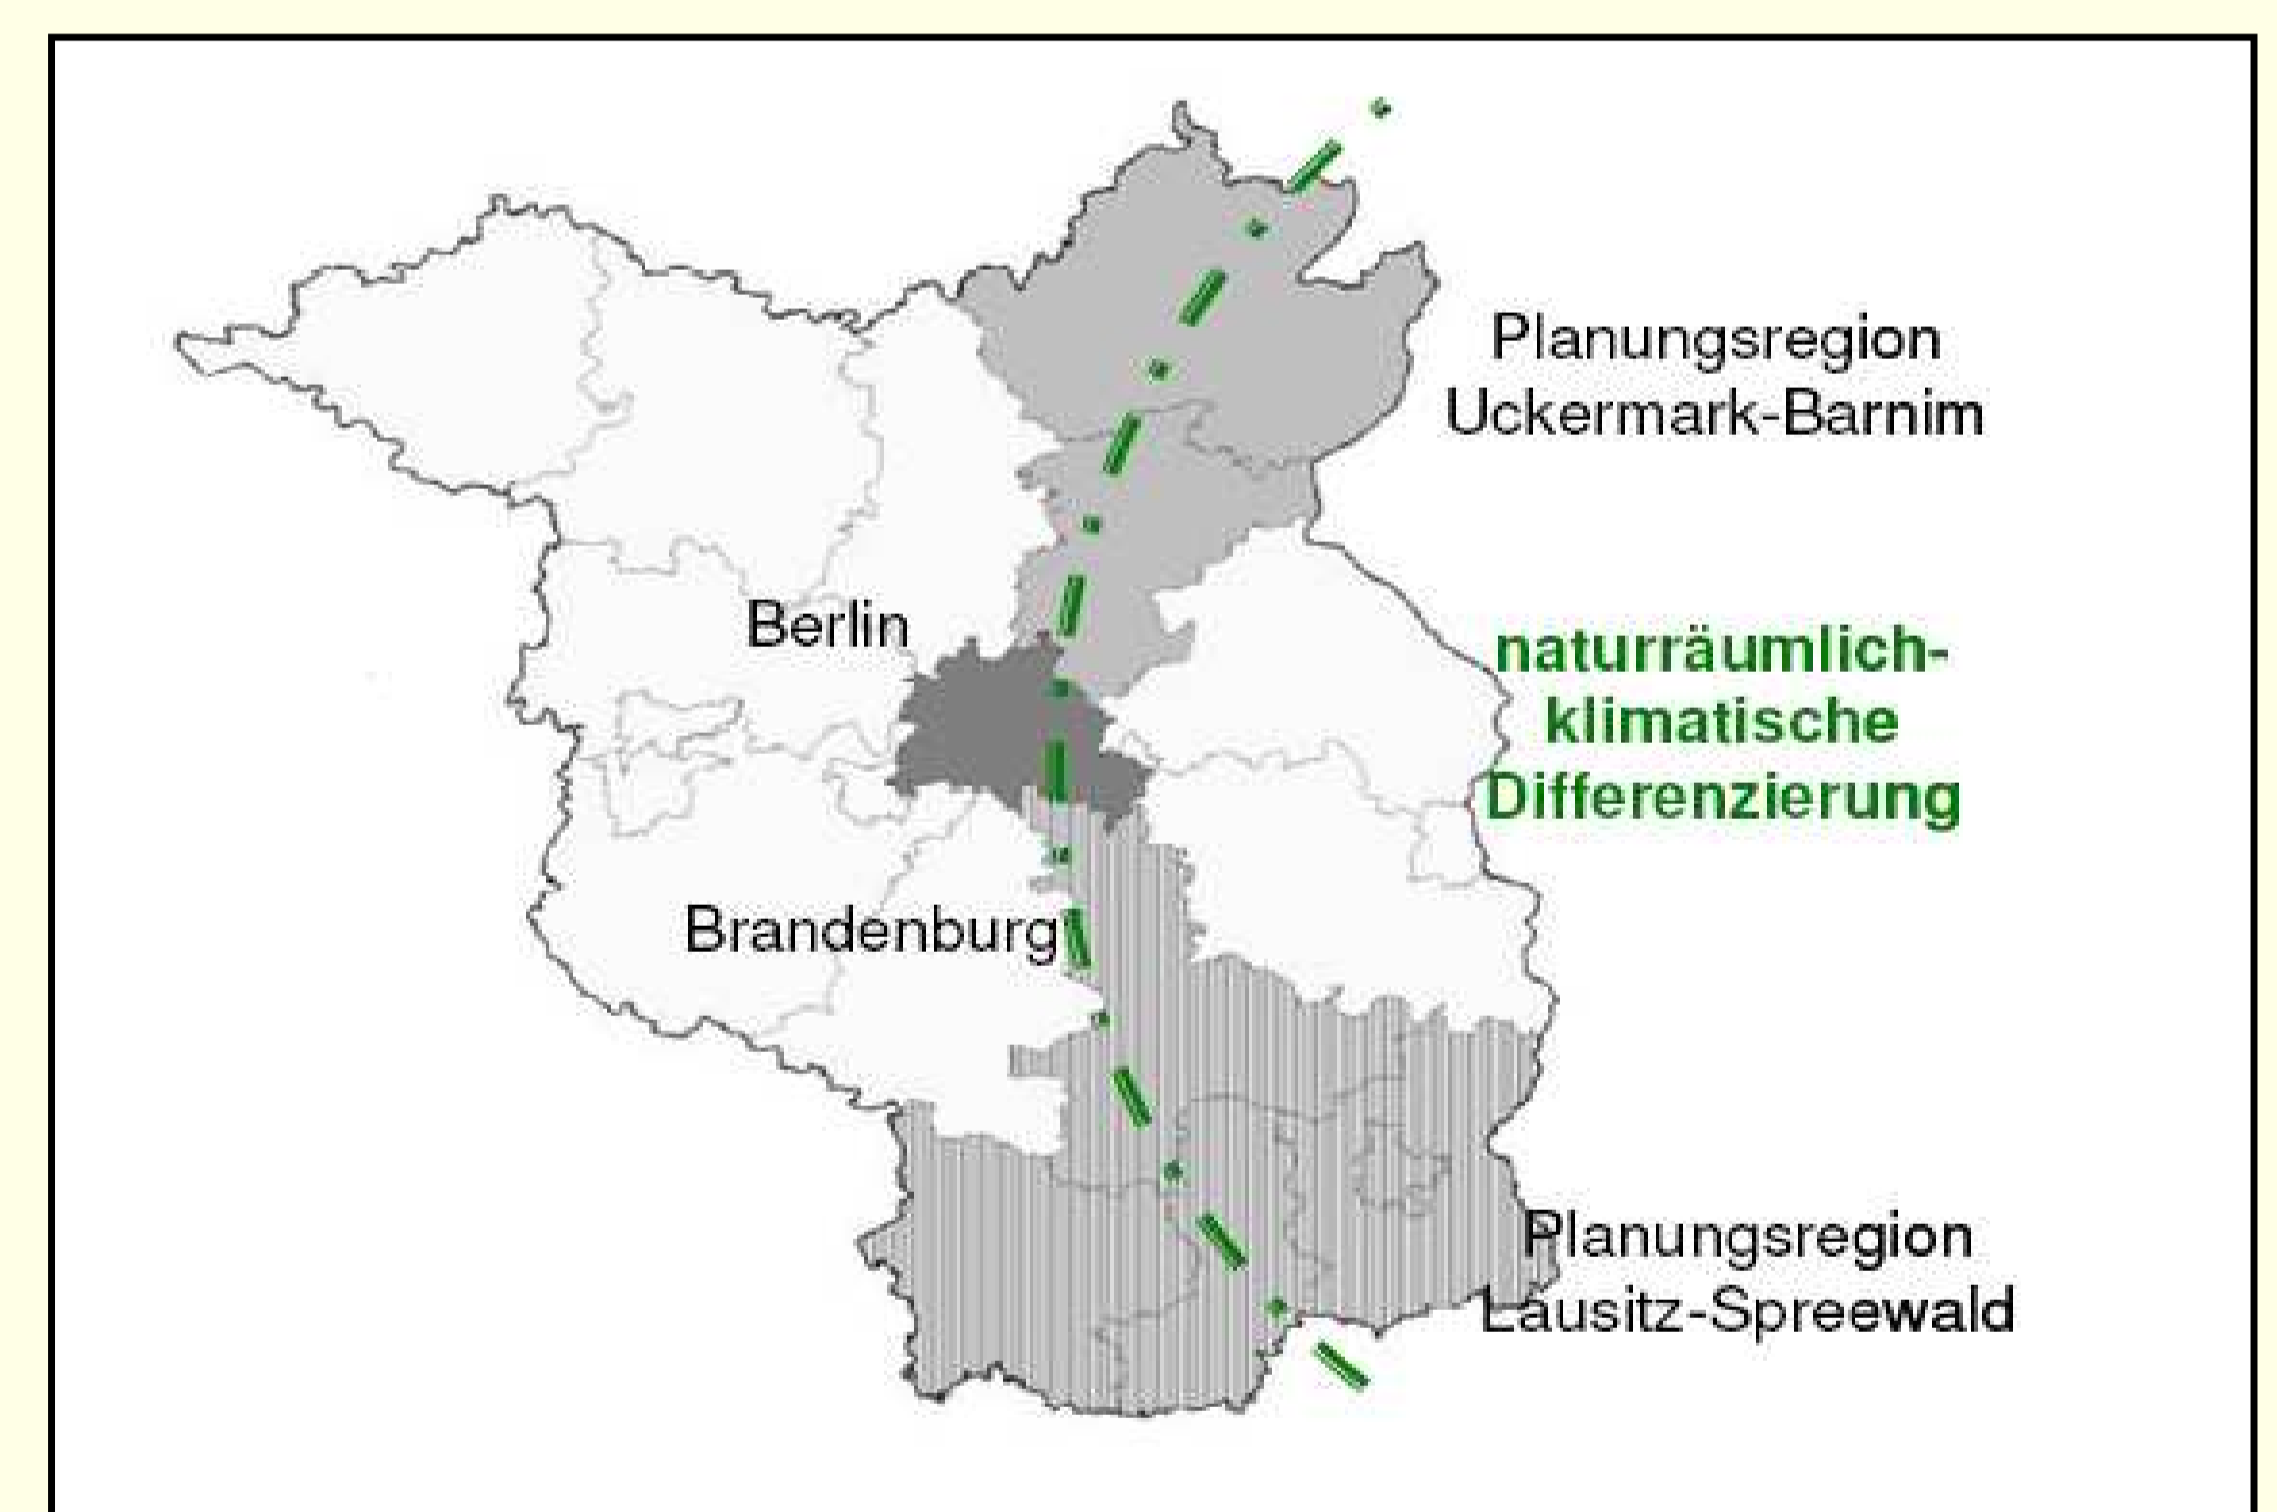 Planungsregion
Uckermark-Barnim
Berlin
naturräumlich-
klimatische
Differenzierung
Brandenburg
Planungsregion
Lausitz-Spreewald